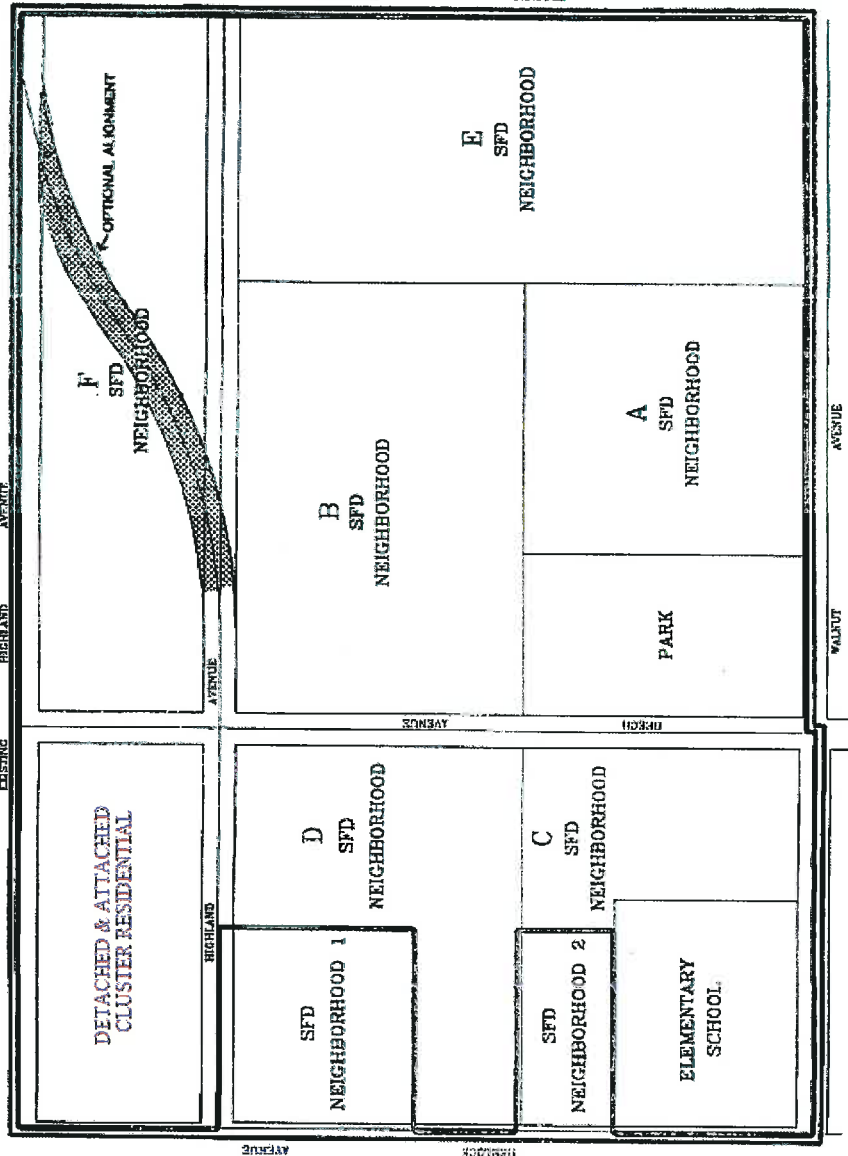 EXISTING
HIGHLAND
AVENUE
DETACHED & ATTACHED
CLUSTER RESIDENTIAL
F
SFD
NEIGHBORHOOD
OPTIONAL ALIGNMENT
HIGHLAND
AVENUE
SFD
NEIGHBORHOOD 1
D
SFD
NEIGHBORHOOD
B
SFD
NEIGHBORHOOD
E
SFD
NEIGHBORHOOD
AVENUE
BEECH
SFD
NEIGHBORHOOD 2
C
SFD
NEIGHBORHOOD
ELEMENTARY
SCHOOL
PARK
A
SFD
NEIGHBORHOOD
AVENUE
WALNUT
AVENUE